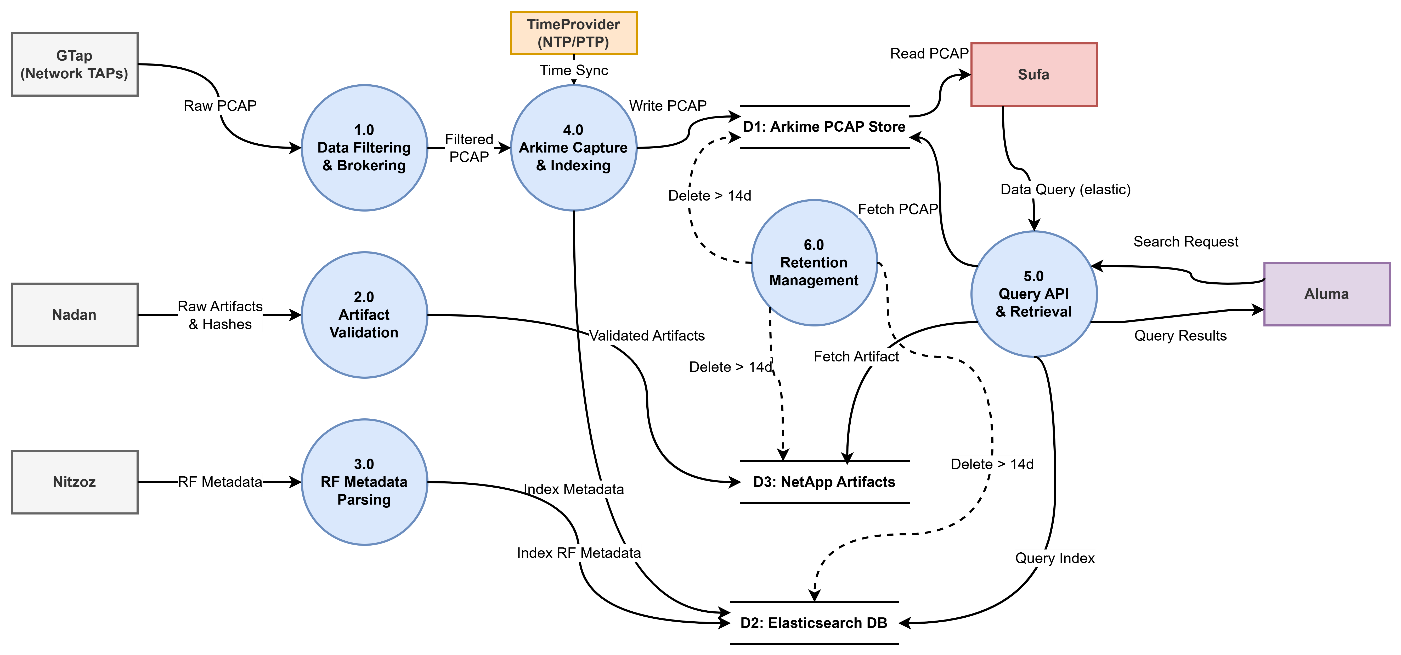 TimeProvider
(NTP/PTP)
GTap
(Network TAPs)
Time Sync
Read PCAP
Sufa
Raw PCAP
Write PCAP
1.0
Data Filtering
& Brokering
Filtered
PCAP
4.0
Arkime Capture
& Indexing
D1: Arkime PCAP Store
Delete > 14d
Data Query (elastic)
Fetch PCAP
6.0
Retention
Management
Search Request
5.0
Query API
& Retrieval
Aluma
Nadan
Raw Artifacts
& Hashes
2.0
Artifact
Validation
Validated Artifacts
Query Results
Fetch Artifact
Delete > 14d
Nitzoz
RF Metadata
3.0
RF Metadata
Parsing
Index Metadata
D3: NetApp Artifacts
Delete > 14d
Index RF Metadata
Query Index
D2: Elasticsearch DB